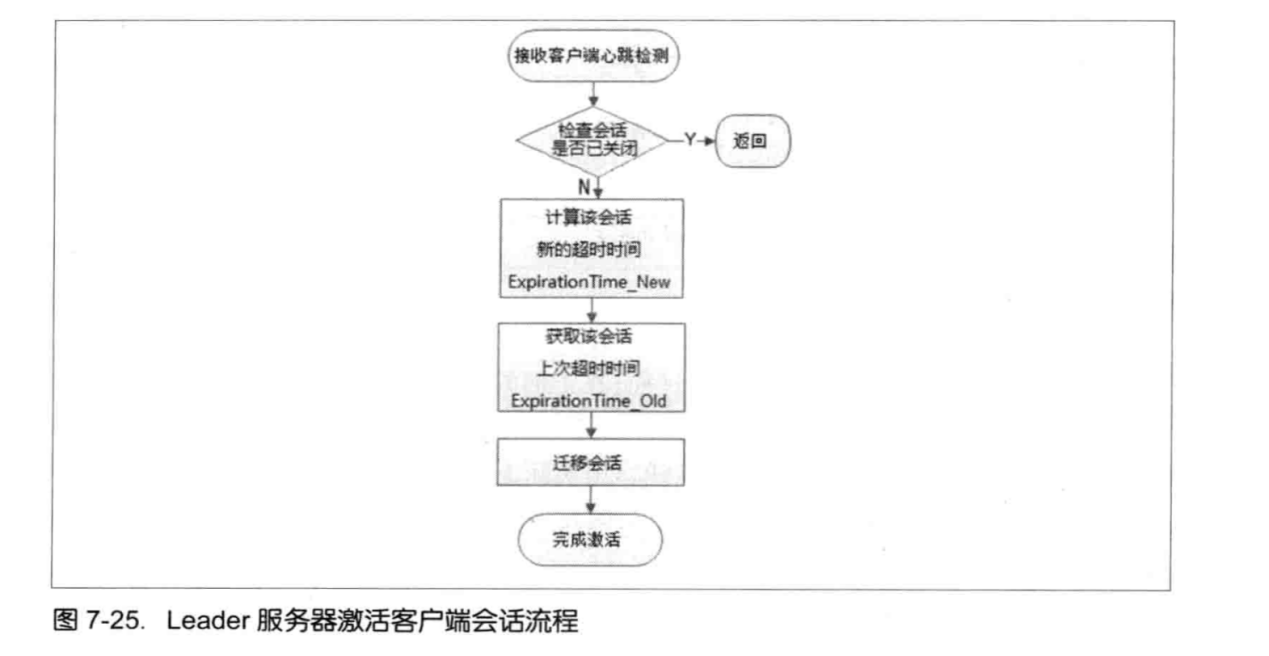 接收客户端心跳检测
检查会话
是否已关闭
Y
返回
N
计算该会话
新的超时时间
ExpirationTime_New
获取该会话
上次超时时间
ExpirationTime_Old
迁移会话
完成激活
图 7-25. Leader 服务器激活客户端会话流程